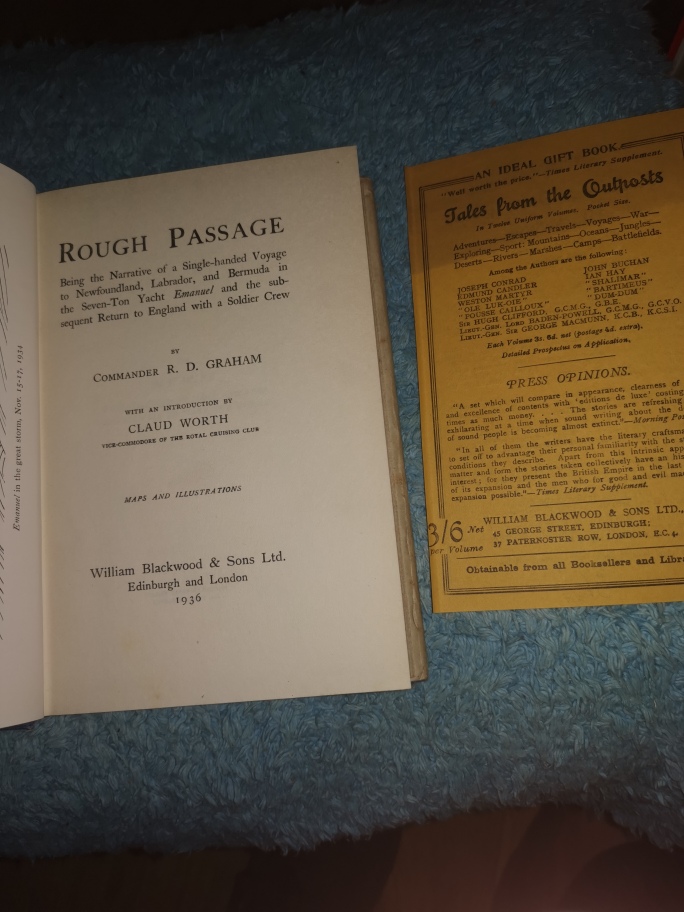 Emanuel in the great storm, Nov. 15-17, 1934
ROUGH PASSAGE
Being the Narrative of a Single-handed Voyage
to Newfoundland, Labrador, and Bermuda in
the Seven-Ton Yacht Emanuel and the sub-
sequent Return to England with a Soldier Crew
BY
COMMANDER R. D. GRAHAM
WITH AN INTRODUCTION BY
CLAUD WORTH
VICE-COMMODORE OF THE ROYAL CRUISING CLUB
MAPS AND ILLUSTRATIONS
William Blackwood & Sons Ltd.
Edinburgh and London
1936
AN IDEAL GIFT BOOK
"Well worth the price."—Times Literary Supplement.
Tales from the Outposts
In Twelve Uniform Volumes. Pocket Size.
Adventures—Escapes—Travels—Voyages—War—
Exploring—Sport: Mountains—Oceans—Jungles—
Deserts—Rivers—Marshes—Camps—Battlefields.
Among the Authors are the following:
JOSEPH CONRAD JOHN BUCHAN
EDMUND CANDLER IAN HAY
WESTON MARTYR "SHALIMAR"
"OLE LUK-OIE" "BARTIMEUS"
"POUSSE CAILLOUX" "DUM-DUM"
SIR HUGH CLIFFORD, G.C.M.G., G.B.E.
LIEUT.-GEN. LORD BADEN-POWELL, G.C.M.G., G.C.V.O.
LIEUT.-GEN. SIR GEORGE MACMUNN, K.C.B., K.C.S.I.
Each Volume 3s. 6d. net (postage 4d. extra).
Detailed Prospectus on Application.
PRESS OPINIONS.
"A set which will compare in appearance, clearness of
and excellence of contents with 'editions de luxe' costing
times as much money. . . . The stories are refreshing
exhilarating at a time when sound writing about the
of sound people is becoming almost extinct."—Morning Pos
"In all of them the writers have the literary craftsma
to set off to advantage their personal familiarity with the
conditions they describe. Apart from this intrinsic app
matter and form the stories taken collectively have an his
interest; for they present the British Empire in the last
of its expansion and the men who for good and evil ma
expansion possible."—Times Literary Supplement.
3/6 Net
per Volume
WILLIAM BLACKWOOD & SONS LTD.,
45 GEORGE STREET, EDINBURGH;
37 PATERNOSTER ROW, LONDON, E.C. 4.
Obtainable from all Booksellers and Libra